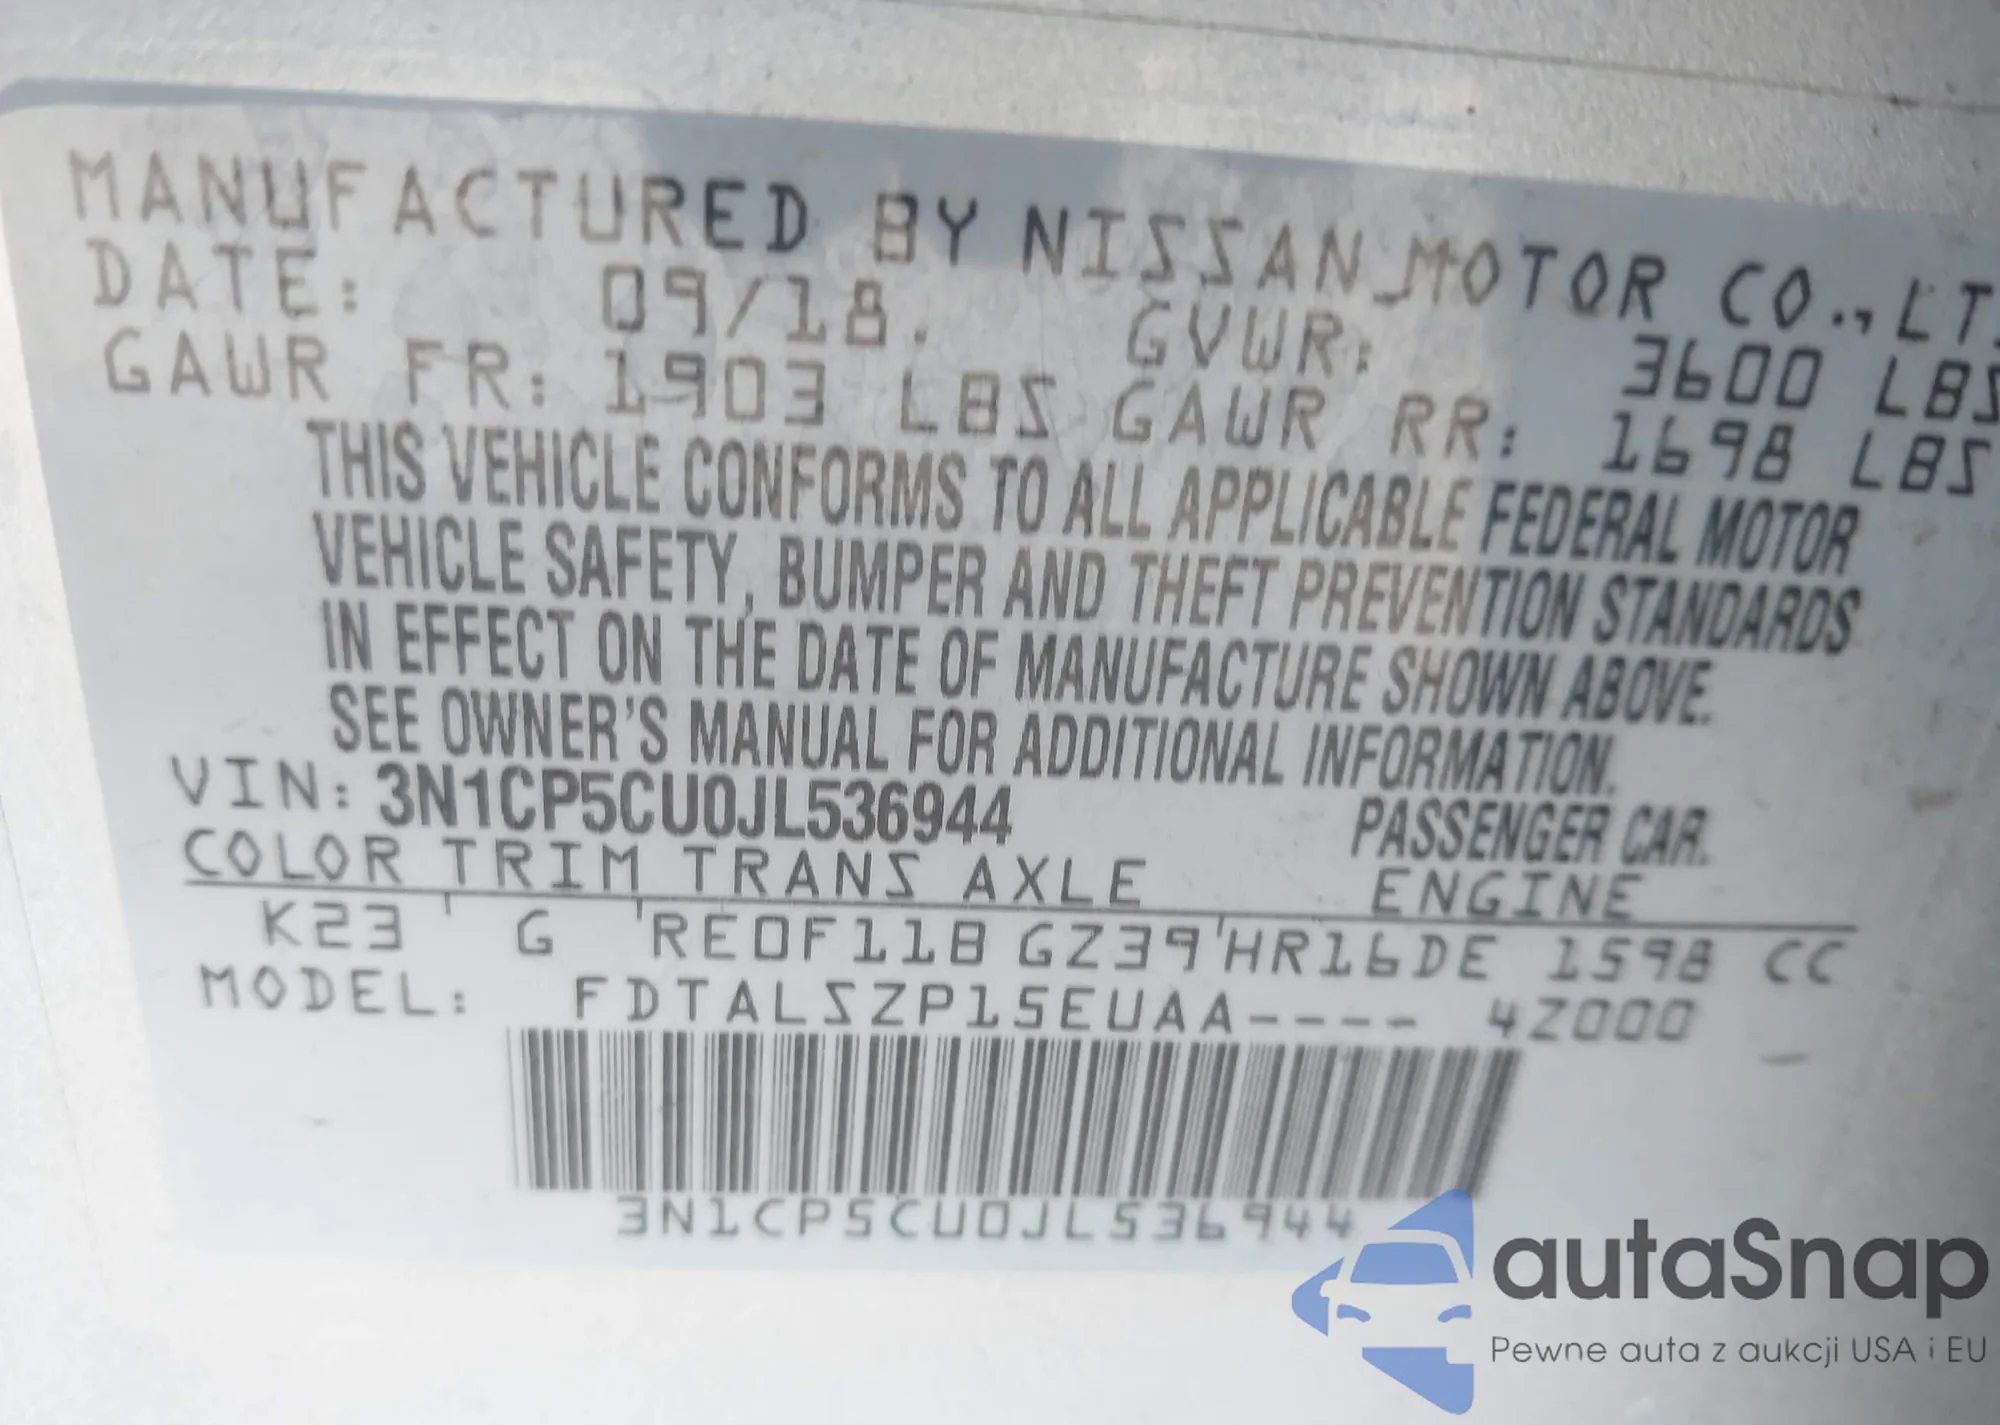 MANUFACTURED BY NISSAN MOTOR CO., LT.
DATE: 09/18. GVWR: 3600 LBS
GAWR FR: 1903 LBS GAWR RR: 1698 LBS
THIS VEHICLE CONFORMS TO ALL APPLICABLE FEDERAL MOTOR
VEHICLE SAFETY, BUMPER AND THEFT PREVENTION STANDARDS
IN EFFECT ON THE DATE OF MANUFACTURE SHOWN ABOVE.
SEE OWNER'S MANUAL FOR ADDITIONAL INFORMATION.
VIN: 3N1CP5CU0JL536944 PASSENGER CAR.
COLOR TRIM TRANS AXLE ENGINE
K23 G RE0F11B GZ39 HR16DE 1598 CC
MODEL: FDTALSZP15EUAA---- 4Z000
3N1CP5CU0JL536944
autaSnap
Pewne auta z aukcji USA i EU